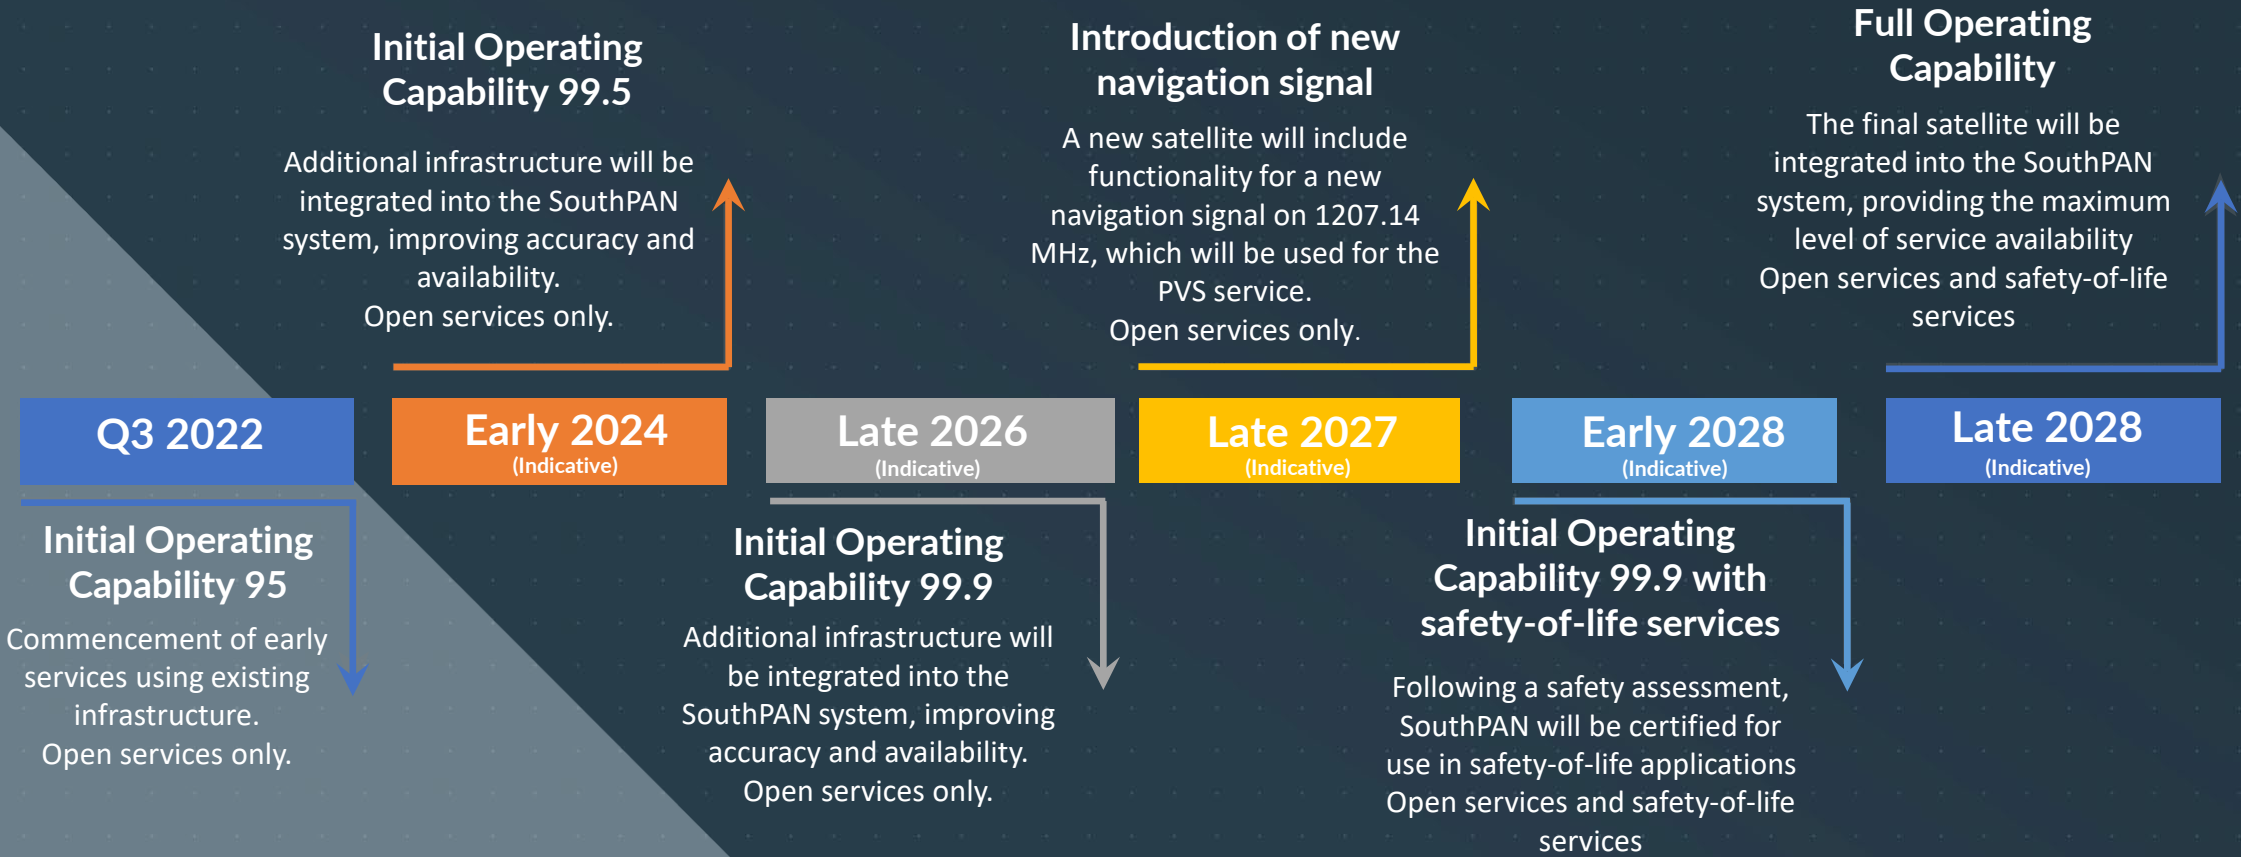 Initial Operating
Capability 99.5
Additional infrastructure will be
integrated into the SouthPAN
system, improving accuracy and
availability.
Open services only.
Introduction of new
navigation signal
A new satellite will include
functionality for a new
navigation signal on 1207.14
MHz, which will be used for the
PVS service.
Open services only.
Full Operating
Capability
The final satellite will be
integrated into the SouthPAN
system, providing the maximum
level of service availability
Open services and safety-of-life
services
Q3 2022
Early 2024
(Indicative)
Late 2026
(Indicative)
Late 2027
(Indicative)
Early 2028
(Indicative)
Late 2028
(Indicative)
Initial Operating
Capability 95
Commencement of early
services using existing
infrastructure.
Open services only.
Initial Operating
Capability 99.9
Additional infrastructure will
be integrated into the
SouthPAN system, improving
accuracy and availability.
Open services only.
Initial Operating
Capability 99.9 with
safety-of-life services
Following a safety assessment,
SouthPAN will be certified for
use in safety-of-life applications
Open services and safety-of-life
services